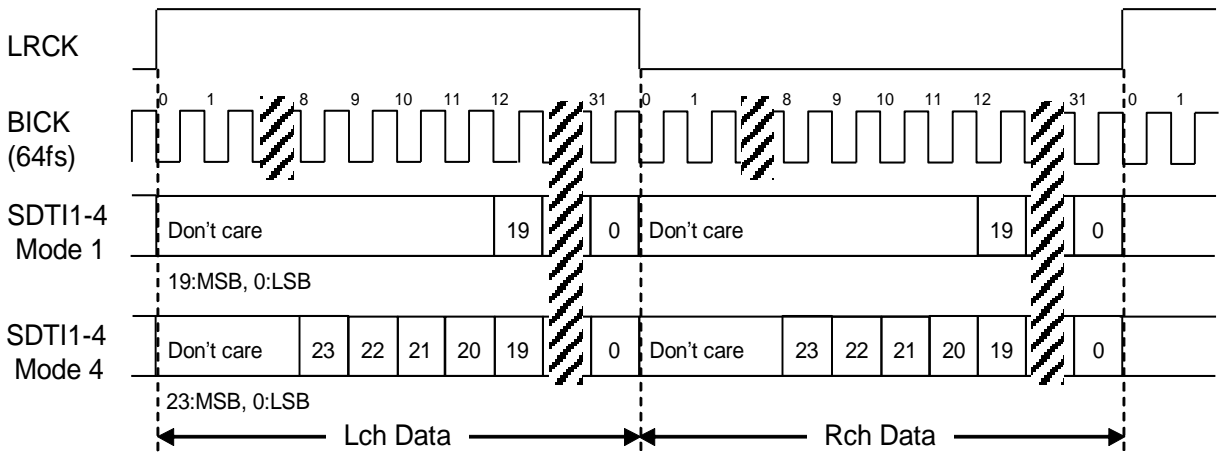 LRCK
0 1 8 9 10 11 12 31 0 1 8 9 10 11 12 31 0 1
BICK
(64fs)
SDTI1-4
Mode 1
Don't care 19 0 Don't care 19 0
19:MSB, 0:LSB
SDTI1-4
Mode 4
Don't care 23 22 21 20 19 0 Don't care 23 22 21 20 19 0
23:MSB, 0:LSB
Lch Data Rch Data